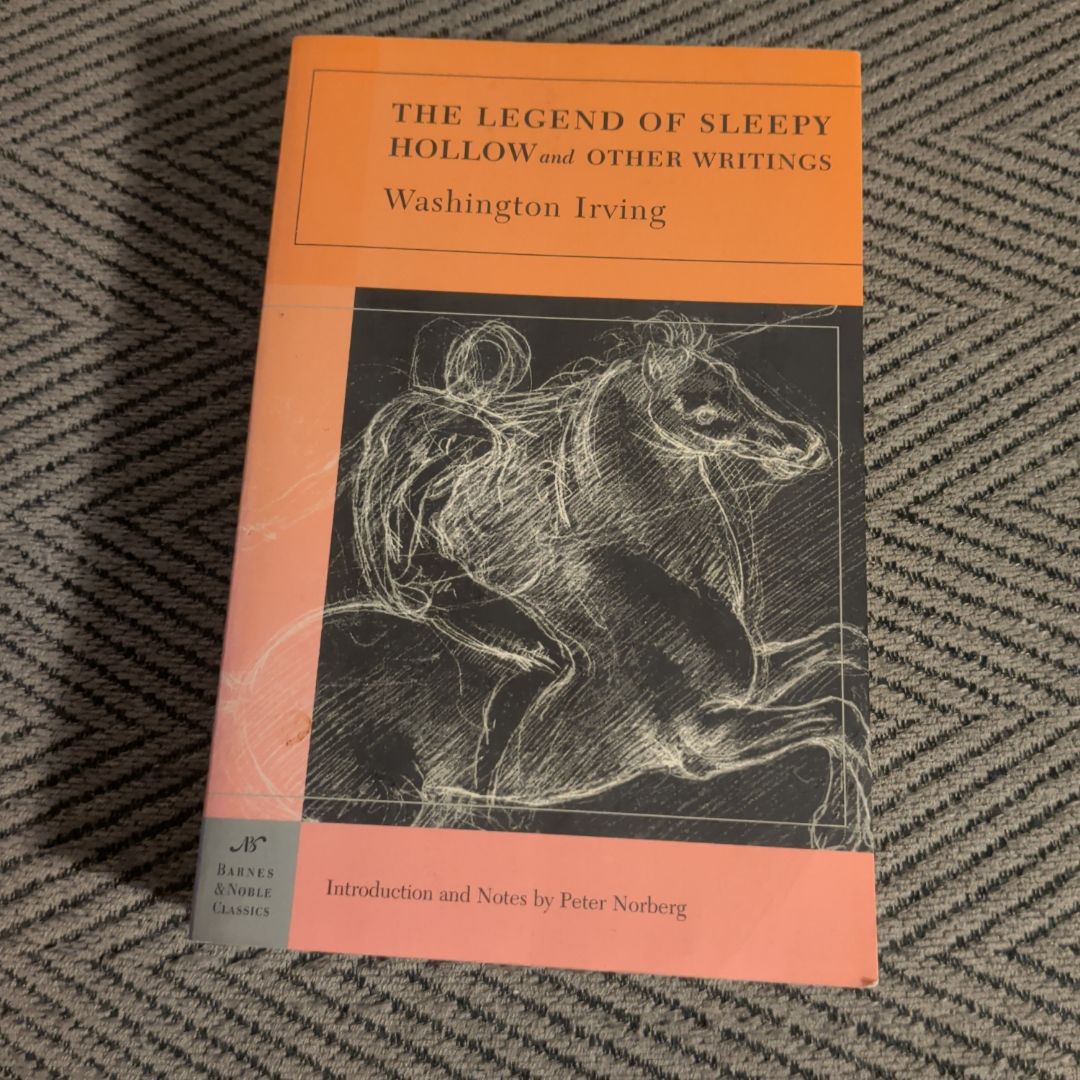 THE LEGEND OF SLEEPY
HOLLOW and OTHER WRITINGS
Washington Irving
BARNES
& NOBLE
CLASSICS
Introduction and Notes by Peter Norberg